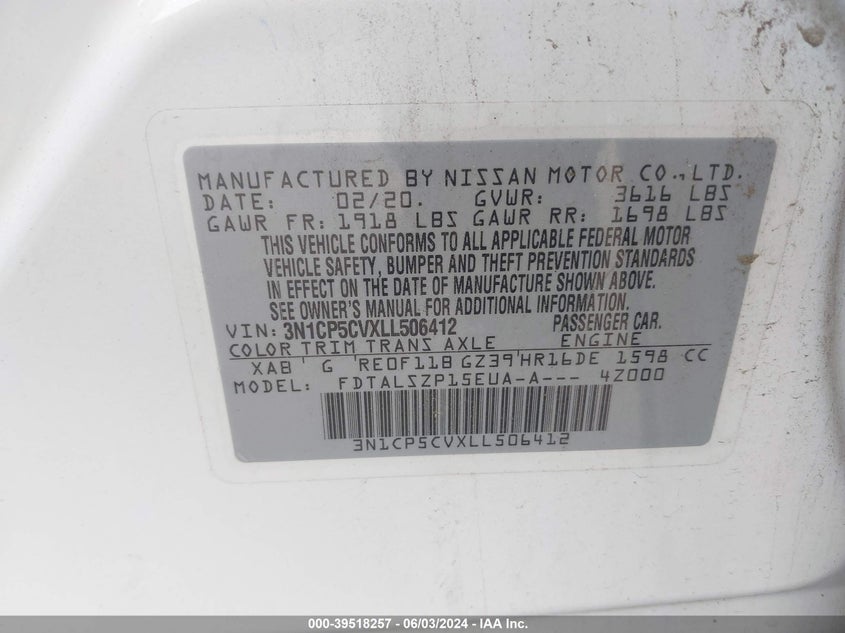 MANUFACTURED BY NISSAN MOTOR CO., LTD.
DATE: 02/20. GVWR: 3616 LBS
GAWR FR: 1918 LBS GAWR RR: 1698 LBS
THIS VEHICLE CONFORMS TO ALL APPLICABLE FEDERAL MOTOR
VEHICLE SAFETY, BUMPER AND THEFT PREVENTION STANDARDS
IN EFFECT ON THE DATE OF MANUFACTURE SHOWN ABOVE.
SEE OWNER'S MANUAL FOR ADDITIONAL INFORMATION.
VIN: 3N1CP5CVXLL506412 PASSENGER CAR.
COLOR TRIM TRANS AXLE ENGINE
XAB G RE0F11B GZ39 HR16DE 1598 CC
MODEL: FDTALSZP15EUA-A--- 4Z000
3N1CP5CVXLL506412
000-39518257 - 06/03/2024 - IAAI, Inc.